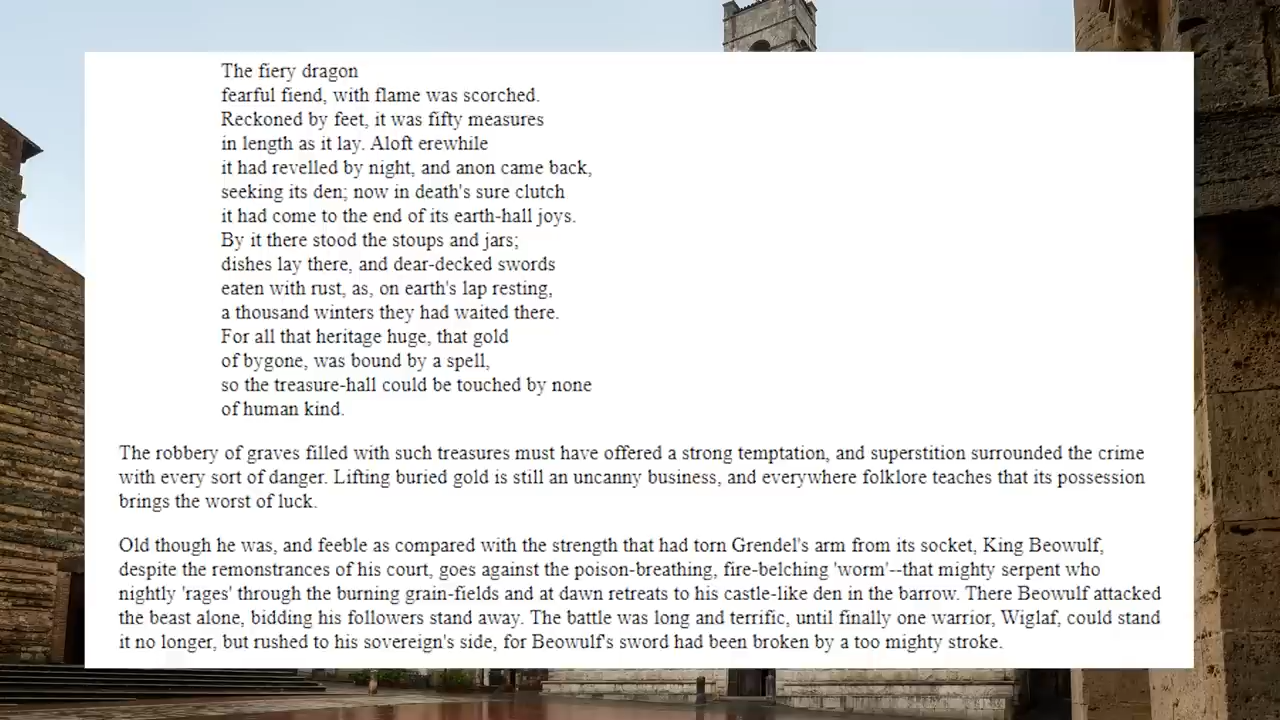 The fiery dragon
fearful fiend, with flame was scorched.
Reckoned by feet, it was fifty measures
in length as it lay. Aloft erewhile
it had revelled by night, and anon came back,
seeking its den; now in death's sure clutch
it had come to the end of its earth-hall joys.
By it there stood the stoups and jars;
dishes lay there, and dear-decked swords
eaten with rust, as, on earth's lap resting,
a thousand winters they had waited there.
For all that heritage huge, that gold
of bygone, was bound by a spell,
so the treasure-hall could be touched by none
of human kind.
The robbery of graves filled with such treasures must have offered a strong temptation, and superstition surrounded the crime
with every sort of danger. Lifting buried gold is still an uncanny business, and everywhere folklore teaches that its possession
brings the worst of luck.
Old though he was, and feeble as compared with the strength that had torn Grendel's arm from its socket, King Beowulf,
despite the remonstrances of his court, goes against the poison-breathing, fire-belching 'worm'--that mighty serpent who
nightly 'rages' through the burning grain-fields and at dawn retreats to his castle-like den in the barrow. There Beowulf attacked
the beast alone, bidding his followers stand away. The battle was long and terrific, until finally one warrior, Wiglaf, could stand
it no longer, but rushed to his sovereign's side, for Beowulf's sword had been broken by a too mighty stroke.